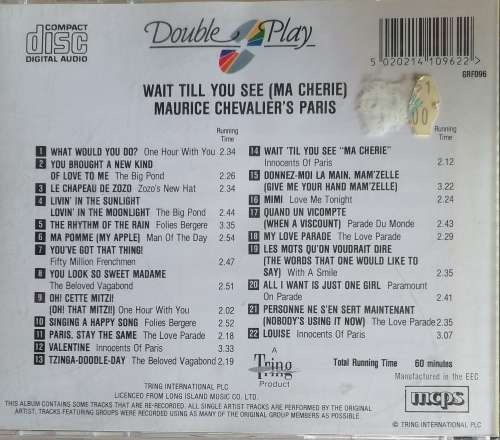 COMPACT
disc
DIGITAL AUDIO
Double Play
2
5 020214 109622 >
GRF096
1
00
WAIT TILL YOU SEE (MA CHERIE)
MAURICE CHEVALIER'S PARIS
Running
Time
1 WHAT WOULD YOU DO? One Hour With You 2.34
2 YOU BROUGHT A NEW KIND
OF LOVE TO ME The Big Pond 2.26
3 LE CHAPEAU DE ZOZO Zozo's New Hat 2.34
4 LIVIN' IN THE SUNLIGHT
LOVIN' IN THE MOONLIGHT The Big Pond 2.44
5 THE RHYTHM OF THE RAIN Folies Bergere 3.35
6 MA POMME (MY APPLE) Man Of The Day 2.54
7 YOU'VE GOT THAT THING!
Fifty Million Frenchmen 2.47
8 YOU LOOK SO SWEET MADAME
The Beloved Vagabond 2.51
9 OH! CETTE MITZI!
(OH! THAT MITZI!) One Hour With You 2.02
10 SINGING A HAPPY SONG Folies Bergere 2.52
11 PARIS, STAY THE SAME The Love Parade 2.18
12 VALENTINE Innocents Of Paris 3.33
13 TZINGA-DOODLE-DAY The Beloved Vagabond 2.19
Running
Time
14 WAIT 'TIL YOU SEE "MA CHERIE"
Innocents Of Paris 2.12
15 DONNEZ-MOI LA MAIN, MAM'ZELLE
(GIVE ME YOUR HAND MAM'ZELLE) 3.22
16 MIMI Love Me Tonight 2.24
17 QUAND UN VICOMPTE
(WHEN A VISCOUNT) Parade Du Monde 2.43
18 MY LOVE PARADE The Love Parade 2.29
19 LES MOTS QU'ON VOUDRAIT DIRE
(THE WORDS THAT ONE WOULD LIKE TO
SAY) With A Smile 2.35
20 ALL I WANT IS JUST ONE GIRL Paramount
On Parade 2.41
21 PERSONNE NE S'EN SERT MAINTENANT
(NOBODY'S USING IT NOW) The Love Parade 2.35
22 LOUISE Innocents Of Paris 3.07
A
Tring
Product
Total Running Time 60 minutes
Manufactured in the EEC
TRING INTERNATIONAL PLC
LICENCED FROM LONG ISLAND MUSIC CO. LTD.
THIS ALBUM CONTAINS SOME TRACKS THAT ARE RE-RECORDED. ALL SINGLE ARTIST TRACKS ARE PERFORMED BY THE ORIGINAL
ARTIST, TRACKS FEATURING GROUPS WERE RECORDED USING AS MANY OF THE ORIGINAL GROUP MEMBERS AS POSSIBLE.
mcps
© TRING INTERNATIONAL PLC